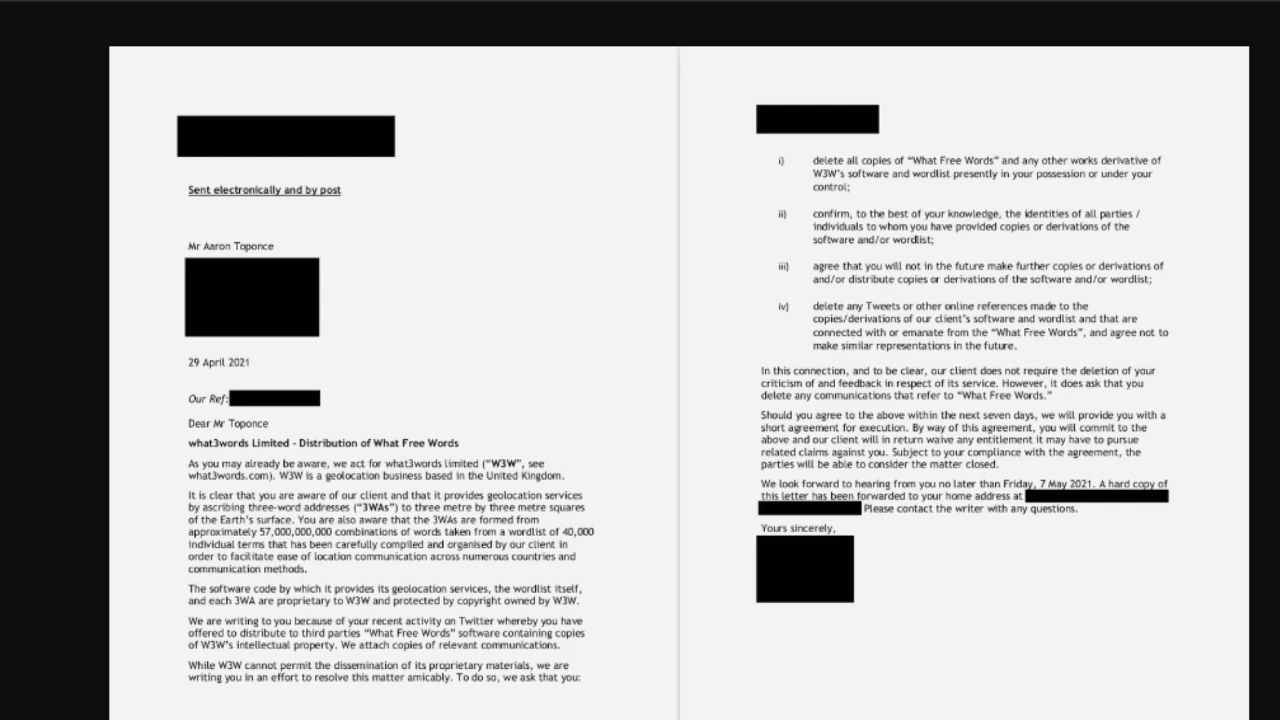 Sent electronically and by post
Mr Aaron Toponce
29 April 2021
Our Ref:
Dear Mr Toponce
what3words Limited - Distribution of What Free Words
As you may already be aware, we act for what3words limited (“W3W”, see
what3words.com). W3W is a geolocation business based in the United Kingdom.
It is clear that you are aware of our client and that it provides geolocation services
by ascribing three-word addresses (“3WAs”) to three metre by three metre squares
of the Earth’s surface. You are also aware that the 3WAs are formed from
approximately 57,000,000,000 combinations of words taken from a wordlist of 40,000
individual terms that has been carefully compiled and organised by our client in
order to facilitate ease of location communication across numerous countries and
communication methods.
The software code by which it provides its geolocation services, the wordlist itself,
and each 3WA are proprietary to W3W and protected by copyright owned by W3W.
We are writing to you because of your recent activity on Twitter whereby you have
offered to distribute to third parties “What Free Words” software containing copies
of W3W’s intellectual property. We attach copies of relevant communications.
While W3W cannot permit the dissemination of its proprietary materials, we are
writing you in an effort to resolve this matter amicably. To do so, we ask that you:
i) delete all copies of “What Free Words” and any other works derivative of
W3W’s software and wordlist presently in your possession or under your
control;
ii) confirm, to the best of your knowledge, the identities of all parties /
individuals to whom you have provided copies or derivations of the
software and/or wordlist;
iii) agree that you will not in the future make further copies or derivations of
and/or distribute copies or derivations of the software and/or wordlist;
iv) delete any Tweets or other online references made to the
copies/derivations of our client’s software and wordlist and that are
connected with or emanate from the “What Free Words”, and agree not to
make similar representations in the future.
In this connection, and to be clear, our client does not require the deletion of your
criticism of and feedback in respect of its service. However, it does ask that you
delete any communications that refer to “What Free Words.”
Should you agree to the above within the next seven days, we will provide you with a
short agreement for execution. By way of this agreement, you will commit to the
above and our client will in return waive any entitlement it may have to pursue
related claims against you. Subject to your compliance with the agreement, the
parties will be able to consider the matter closed.
We look forward to hearing from you no later than Friday, 7 May 2021. A hard copy of
this letter has been forwarded to your home address at
Please contact the writer with any questions.
Yours sincerely,